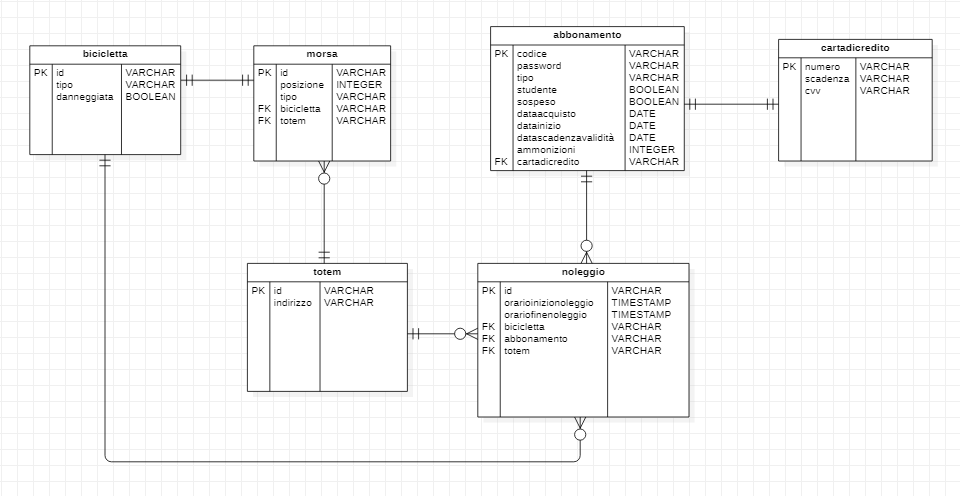 bicicletta
PK id VARCHAR
tipo VARCHAR
danneggiata BOOLEAN
morsa
PK id VARCHAR
posizione INTEGER
tipo VARCHAR
FK bicicletta VARCHAR
FK totem VARCHAR
abbonamento
PK codice VARCHAR
password VARCHAR
tipo VARCHAR
studente BOOLEAN
sospeso BOOLEAN
dataacquisto DATE
datainizio DATE
datascadenzavalidità DATE
ammonizioni INTEGER
FK cartadicredito VARCHAR
cartadicredito
PK numero VARCHAR
scadenza VARCHAR
cvv VARCHAR
totem
PK id VARCHAR
indirizzo VARCHAR
noleggio
PK id VARCHAR
orarioinizionoleggio TIMESTAMP
orariofinenoleggio TIMESTAMP
FK bicicletta VARCHAR
FK abbonamento VARCHAR
FK totem VARCHAR